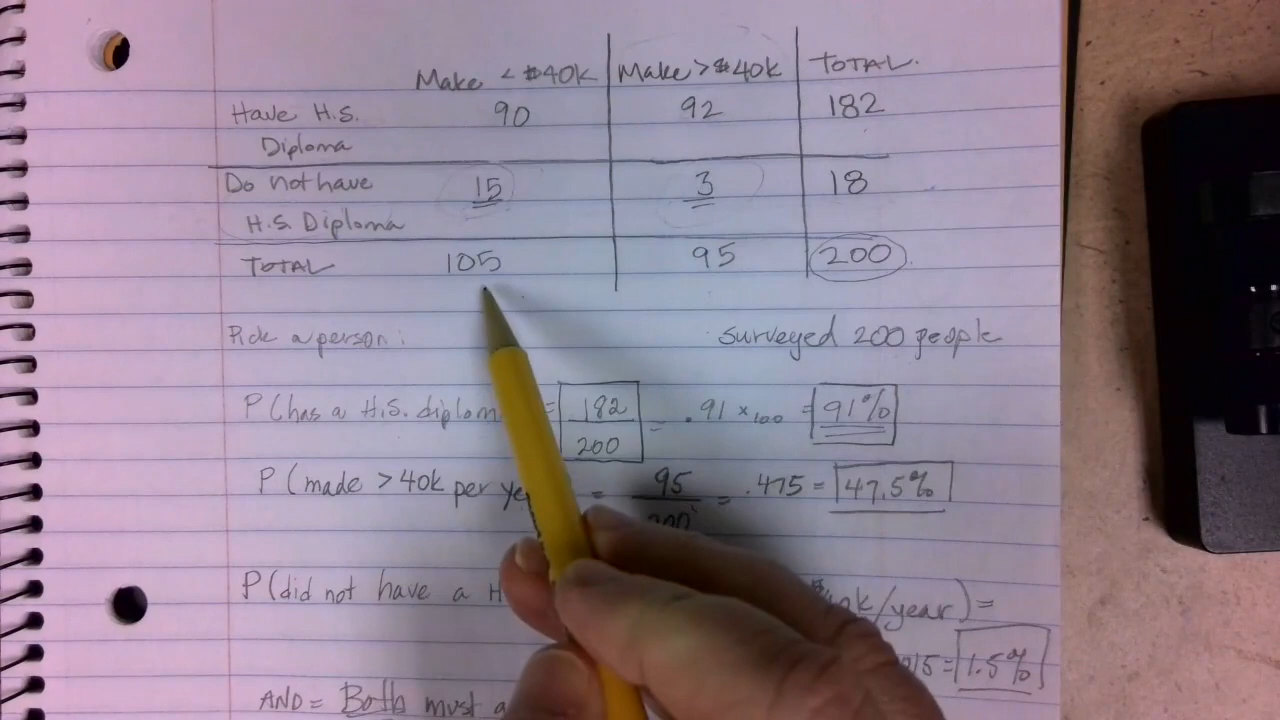 Make < $40k Make > $40k TOTAL.
Have H.S. 90 92 182
Diploma
Do not have 15 3 18
H.S. Diploma
TOTAL 105 95 200
Pick a person: surveyed 200 people
P(has a H.S. diplom = 182/200 = .91 x 100 = 91%
P(made >40k per ye = 95/200 = .475 = 47.5%
P(did not have a H /year) =
= 1.5%
AND = Both must